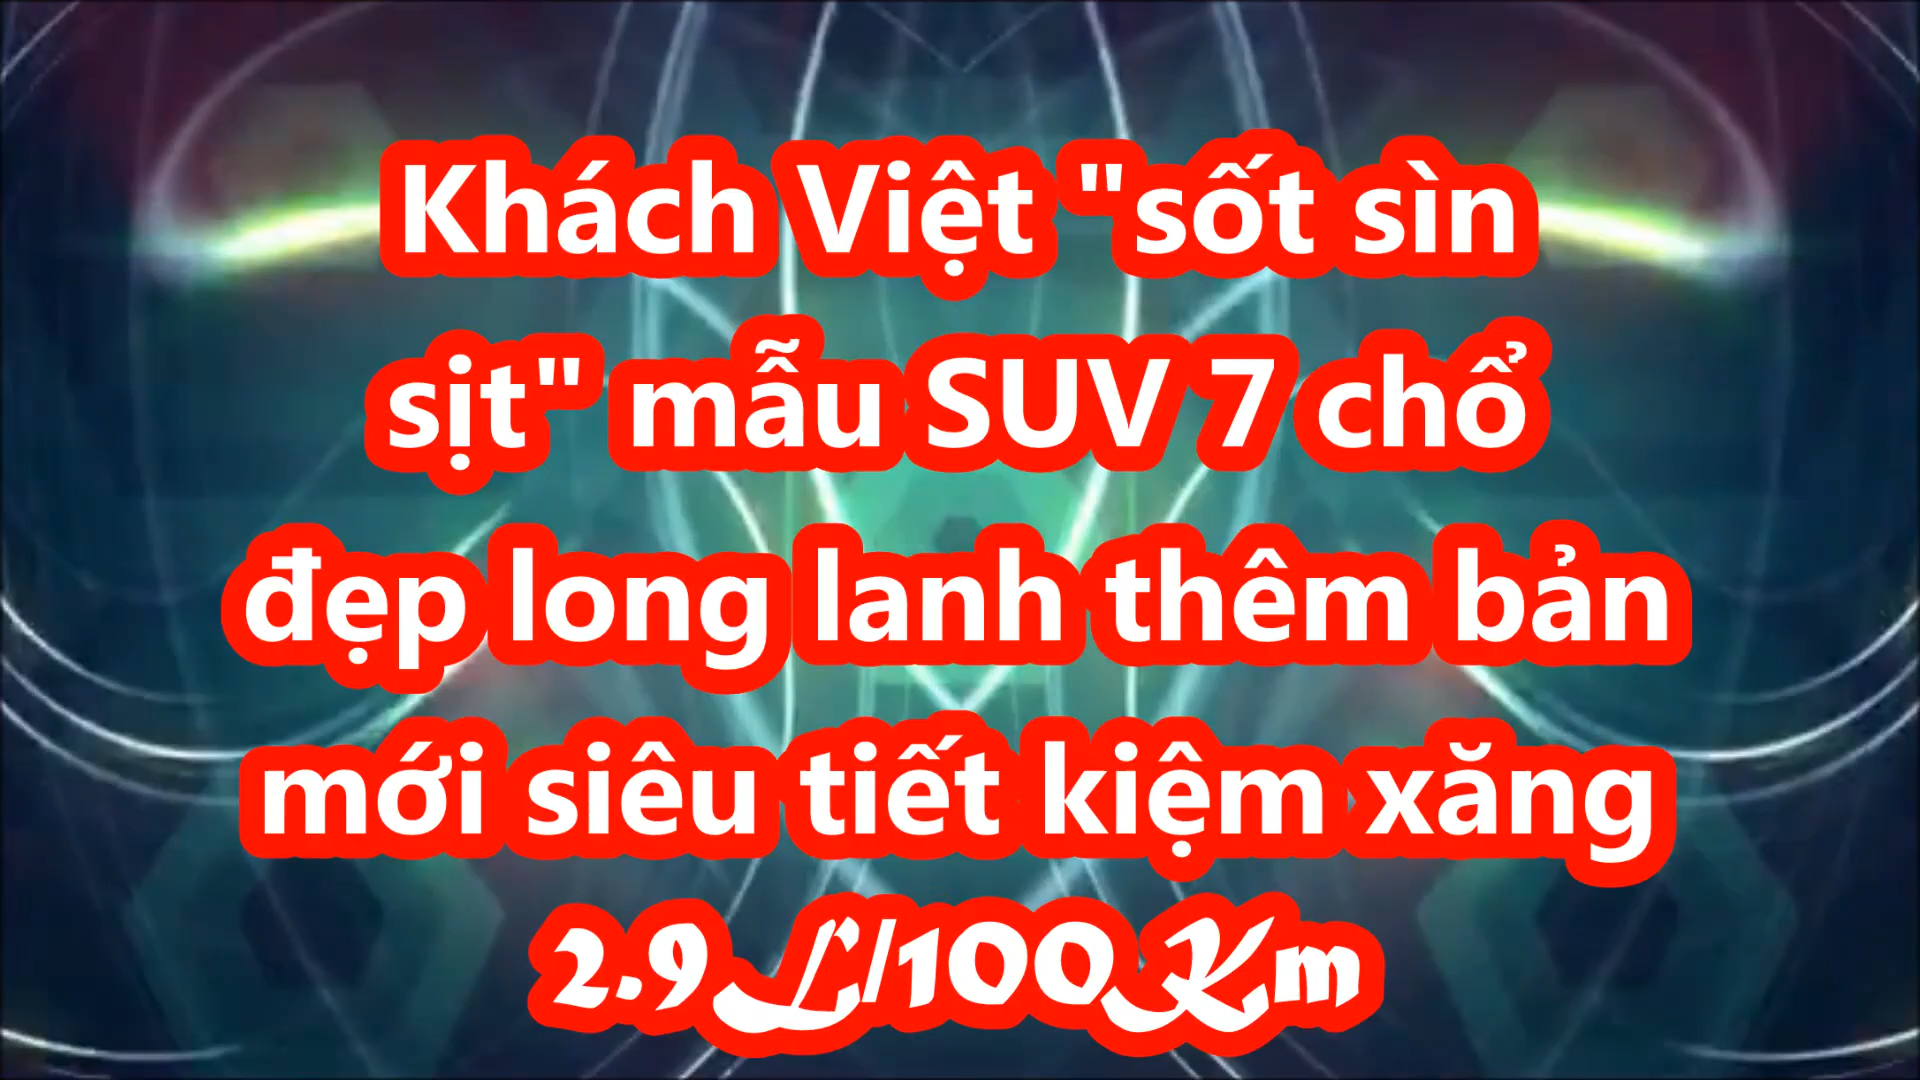 Khách Việt "sốt sìn
sịt" mẫu SUV 7 chổ
đẹp long lanh thêm bản
mới siêu tiết kiệm xăng
2.9 L/100Km